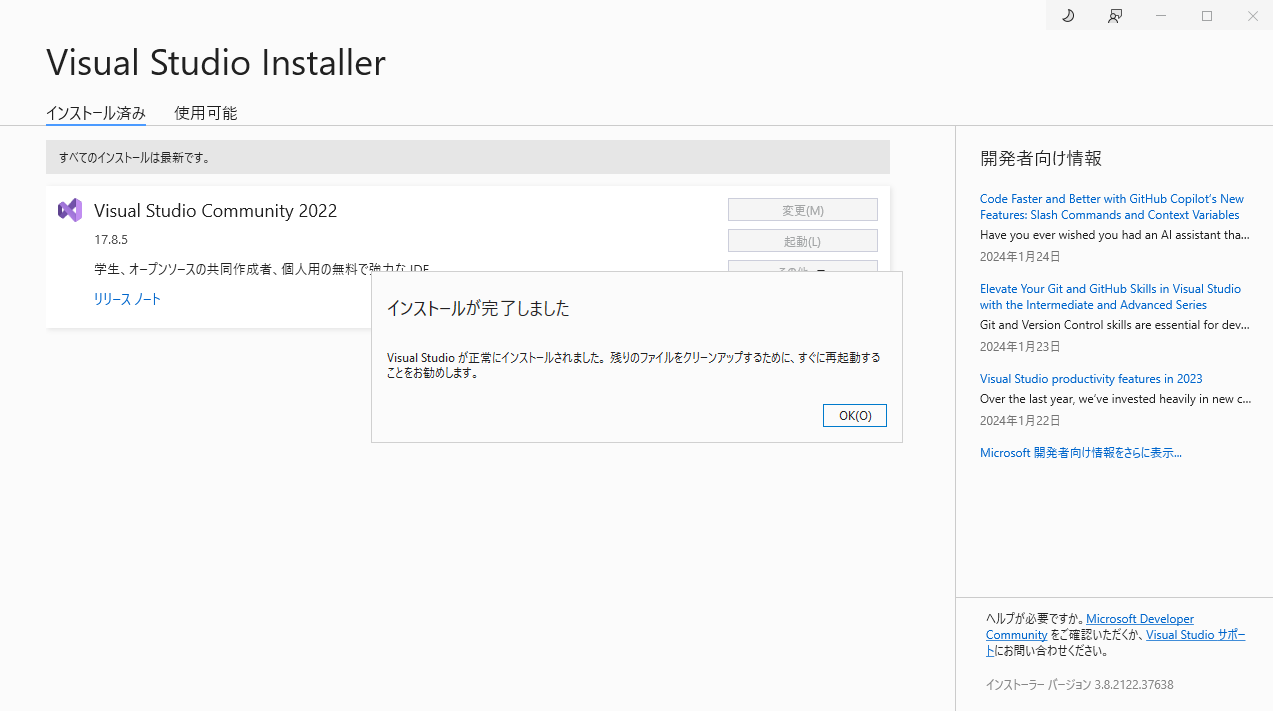 Visual Studio Installer
インストール済み
使用可能
すべてのインストールは最新です。
Visual Studio Community 2022
17.8.5
学生、オープンソースの共同作成者、個人用の無料で強力な IDE
リリース ノート
変更(M)
起動(L)
その他
インストールが完了しました
Visual Studio が正常にインストールされました。残りのファイルをクリーンアップするために、すぐに再起動する
ことをお勧めします。
OK(O)
開発者向け情報
Code Faster and Better with GitHub Copilot's New
Features: Slash Commands and Context Variables
Have you ever wished you had an AI assistant tha...
2024年1月24日
Elevate Your Git and GitHub Skills in Visual Studio
with the Intermediate and Advanced Series
Git and Version Control skills are essential for dev...
2024年1月23日
Visual Studio productivity features in 2023
Over the last year, we've invested heavily in new c...
2024年1月22日
Microsoft 開発者向け情報をさらに表示...
ヘルプが必要ですか。Microsoft Developer
Community をご確認いただくか、Visual Studio サポー
トにお問い合わせください。
インストーラー バージョン 3.8.2122.37638